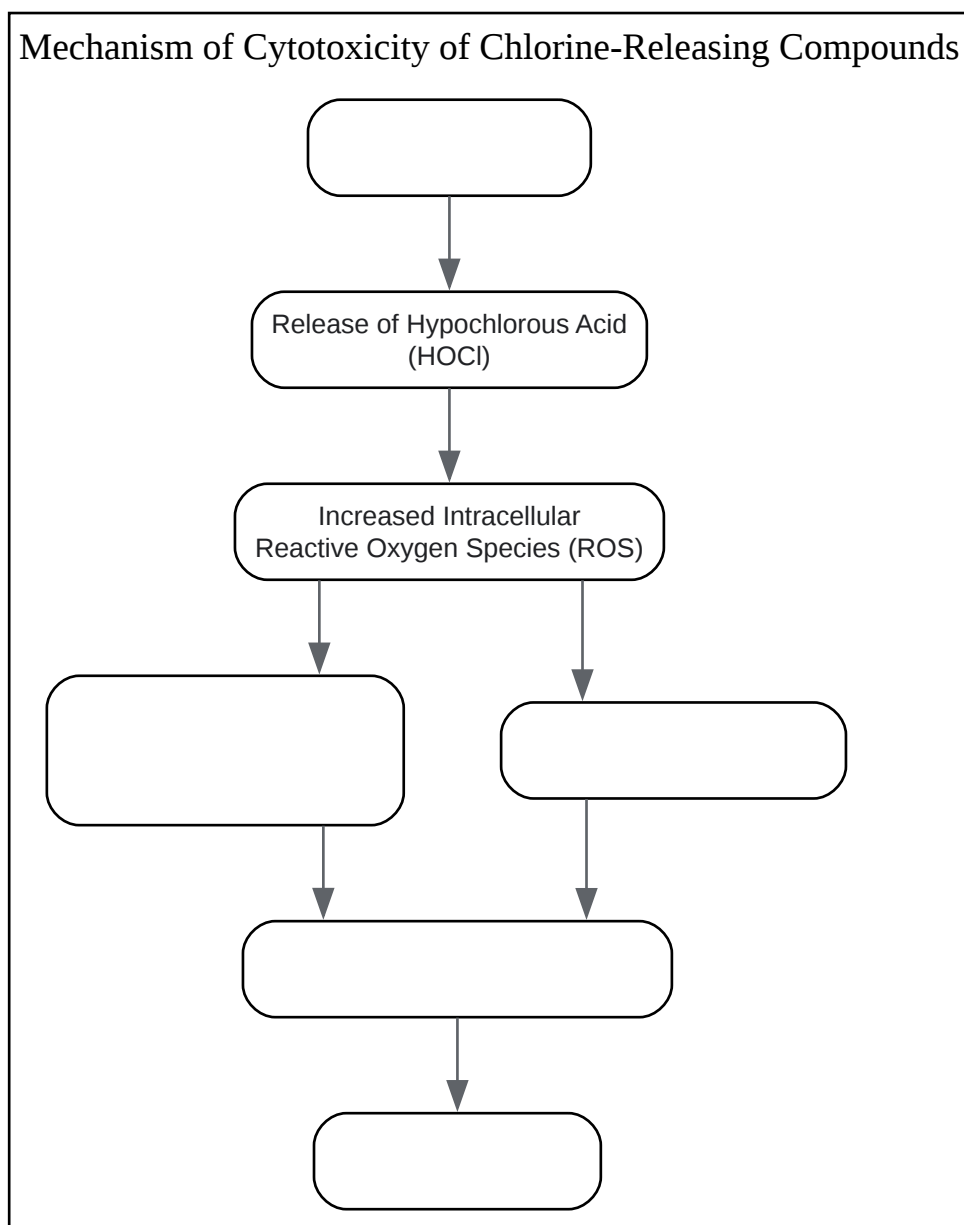 Mechanism of Cytotoxicity of Chlorine-Releasing Compounds
Release of Hypochlorous Acid
(HOCl)
Increased Intracellular
Reactive Oxygen Species (ROS)